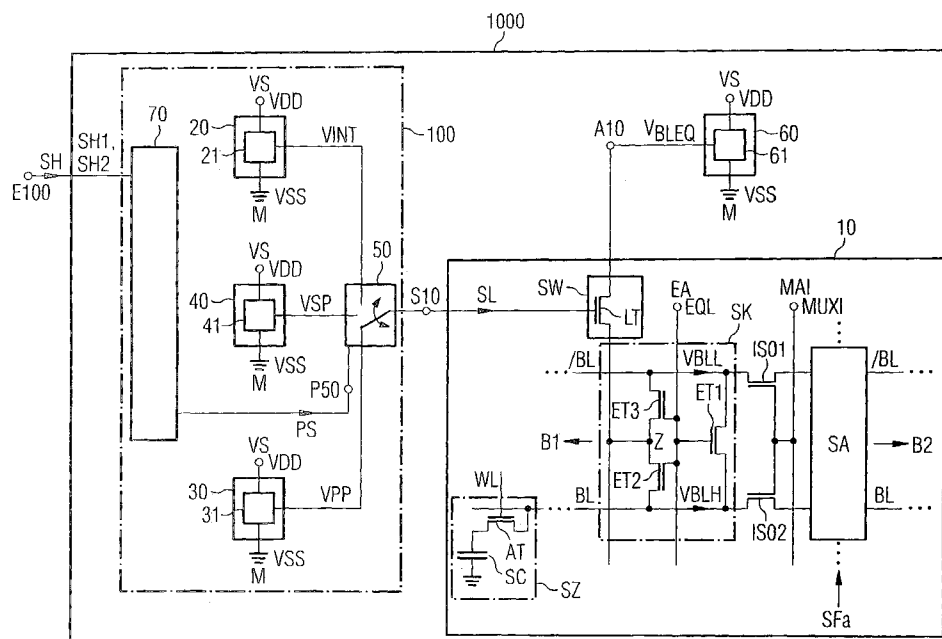 1000
VS
VDD
70
20
21
VINT
100
VSS
M
SH
SH1,
SH2
E100
VS
VDD
A10
VBLEQ
60
61
VSS
M
VS
VDD
40
41
VSP
VSS
M
50
S10
SL
10
SW
LT
EA
EQL
SK
MAI
MUXI
P50
PS
/BL
VBLL
ISO1
/BL
ET3
ET1
B1
Z
SA
B2
ET2
VS
VDD
30
31
VPP
VSS
M
WL
BL
VBLH
BL
ISO2
AT
SC
SZ
SFa